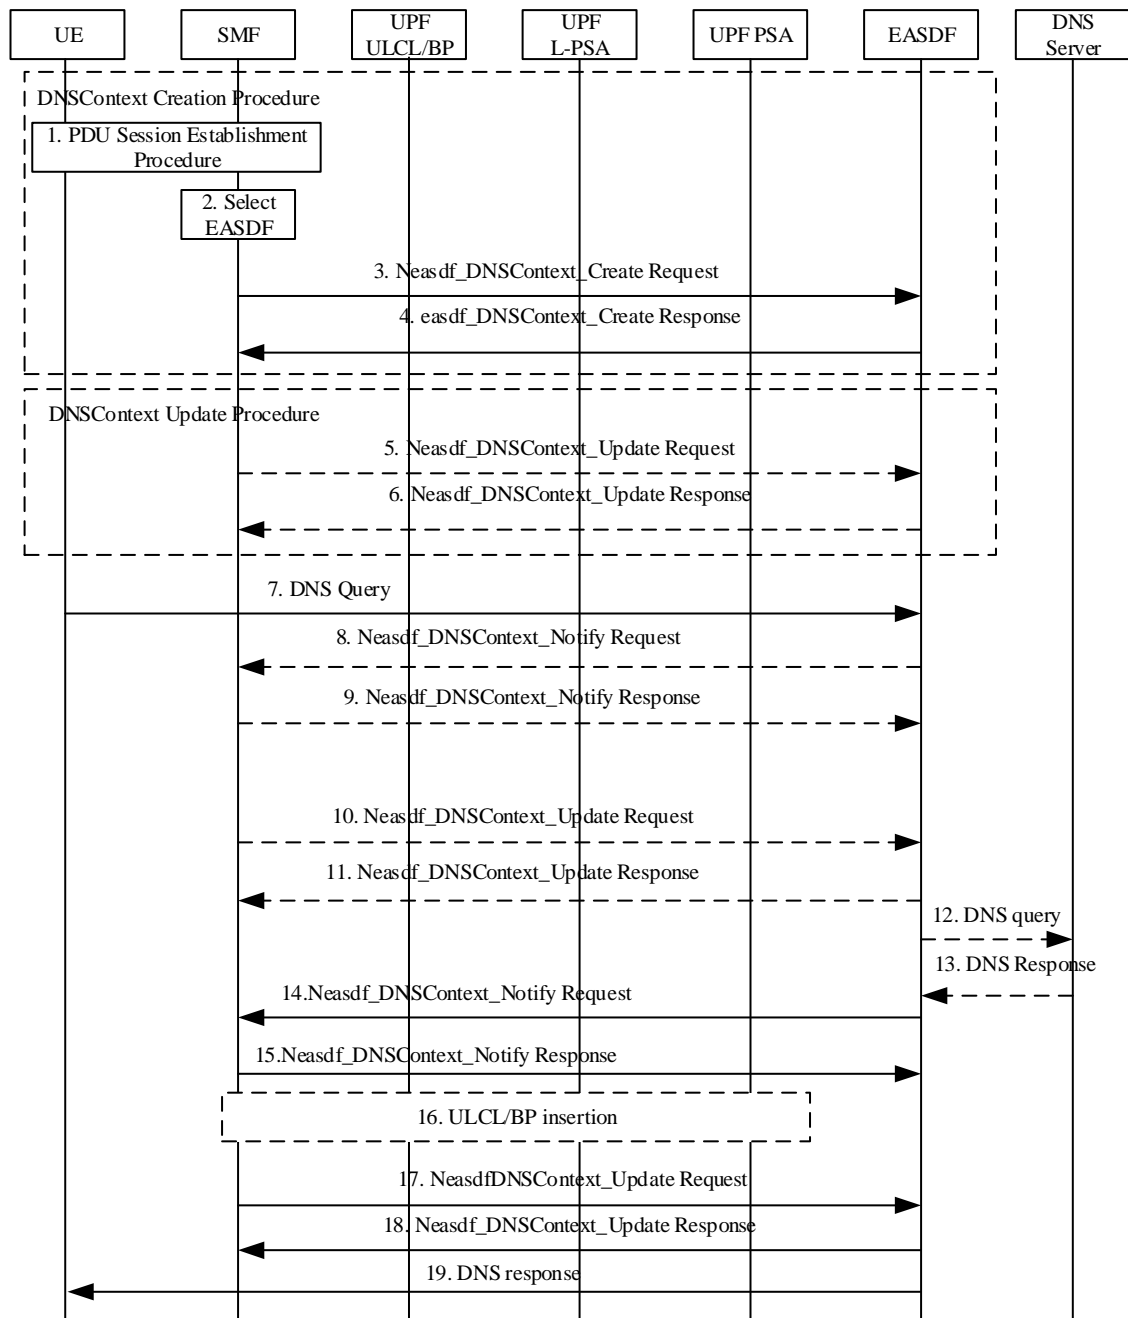 UE
SMF
UPF
ULCL/BP
UPF
L-PSA
UPF PSA
EASDF
DNS
Server
DNSContext Creation Procedure
1. PDU Session Establishment
Procedure
2. Select
EASDF
3. Neasdf_DNSContext_Create Request
4. easdf_DNSContext_Create Response
DNSContext Update Procedure
5. Neasdf_DNSContext_Update Request
6. Neasdf_DNSContext_Update Response
7. DNS Query
8. Neasdf_DNSContext_Notify Request
9. Neasdf_DNSContext_Notify Response
10. Neasdf_DNSContext_Update Request
11. Neasdf_DNSContext_Update Response
12. DNS query
13. DNS Response
14.Neasdf_DNSContext_Notify Request
15.Neasdf_DNSContext_Notify Response
16. ULCL/BP insertion
17. NeasdfDNSContext_Update Request
18. Neasdf_DNSContext_Update Response
19. DNS response